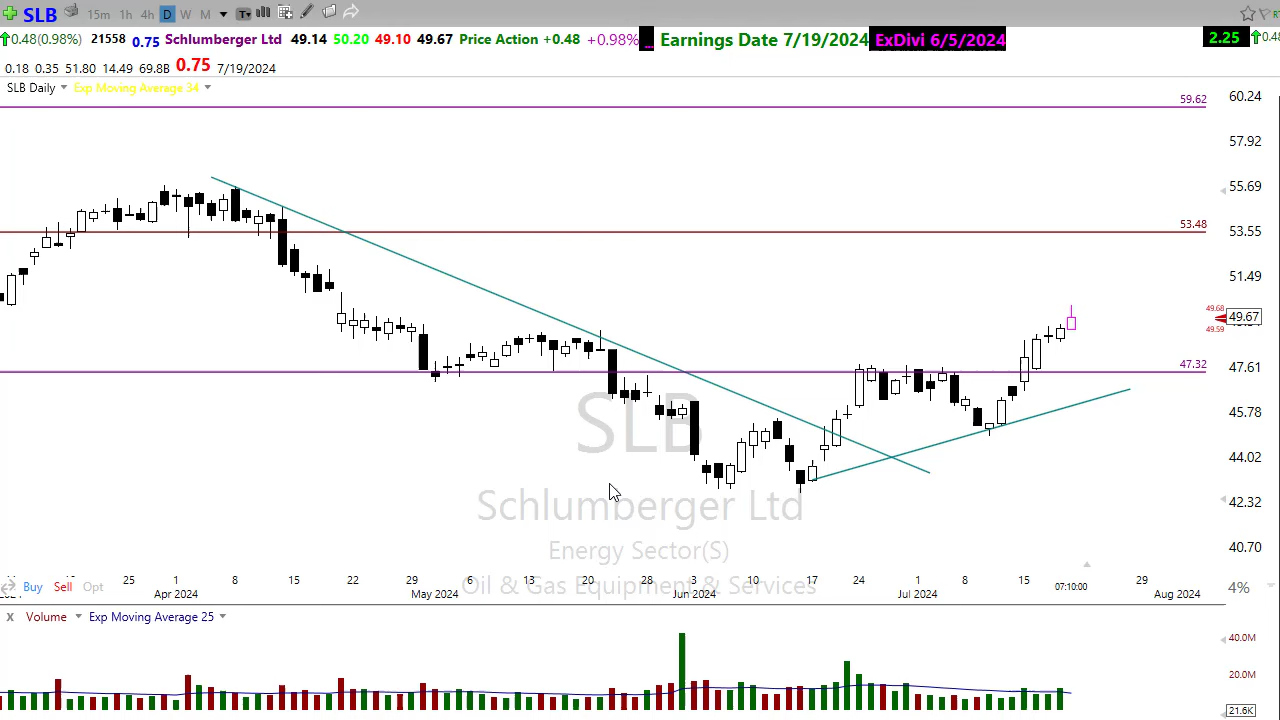 SLB 15m 1h 4h D W M
0.48(0.98%) 21558 0.75 Schlumberger Ltd 49.14 50.20 49.10 49.67 Price Action +0.48 +0.98% ... Earnings Date 7/19/2024 ExDivi 6/5/2024 2.25
0.18 0.35 51.80 14.49 69.8B 0.75 7/19/2024
SLB Daily Exp Moving Average 34
59.62
60.24
57.92
55.69
53.48
53.55
51.49
49.68
49.67
49.59
47.32
47.61
45.78
44.02
42.32
40.70
SLB
Schlumberger Ltd
Energy Sector(S)
Oil & Gas Equipment & Services
25 1 8 15 22 29 6 13 20 28 3 10 17 24 1 8 15 07:10:00 29
Buy Sell Opt
Apr 2024 May 2024 Jun 2024 Jul 2024 Aug 2024
4%
X Volume Exp Moving Average 25
40.0M
20.0M
21.6K